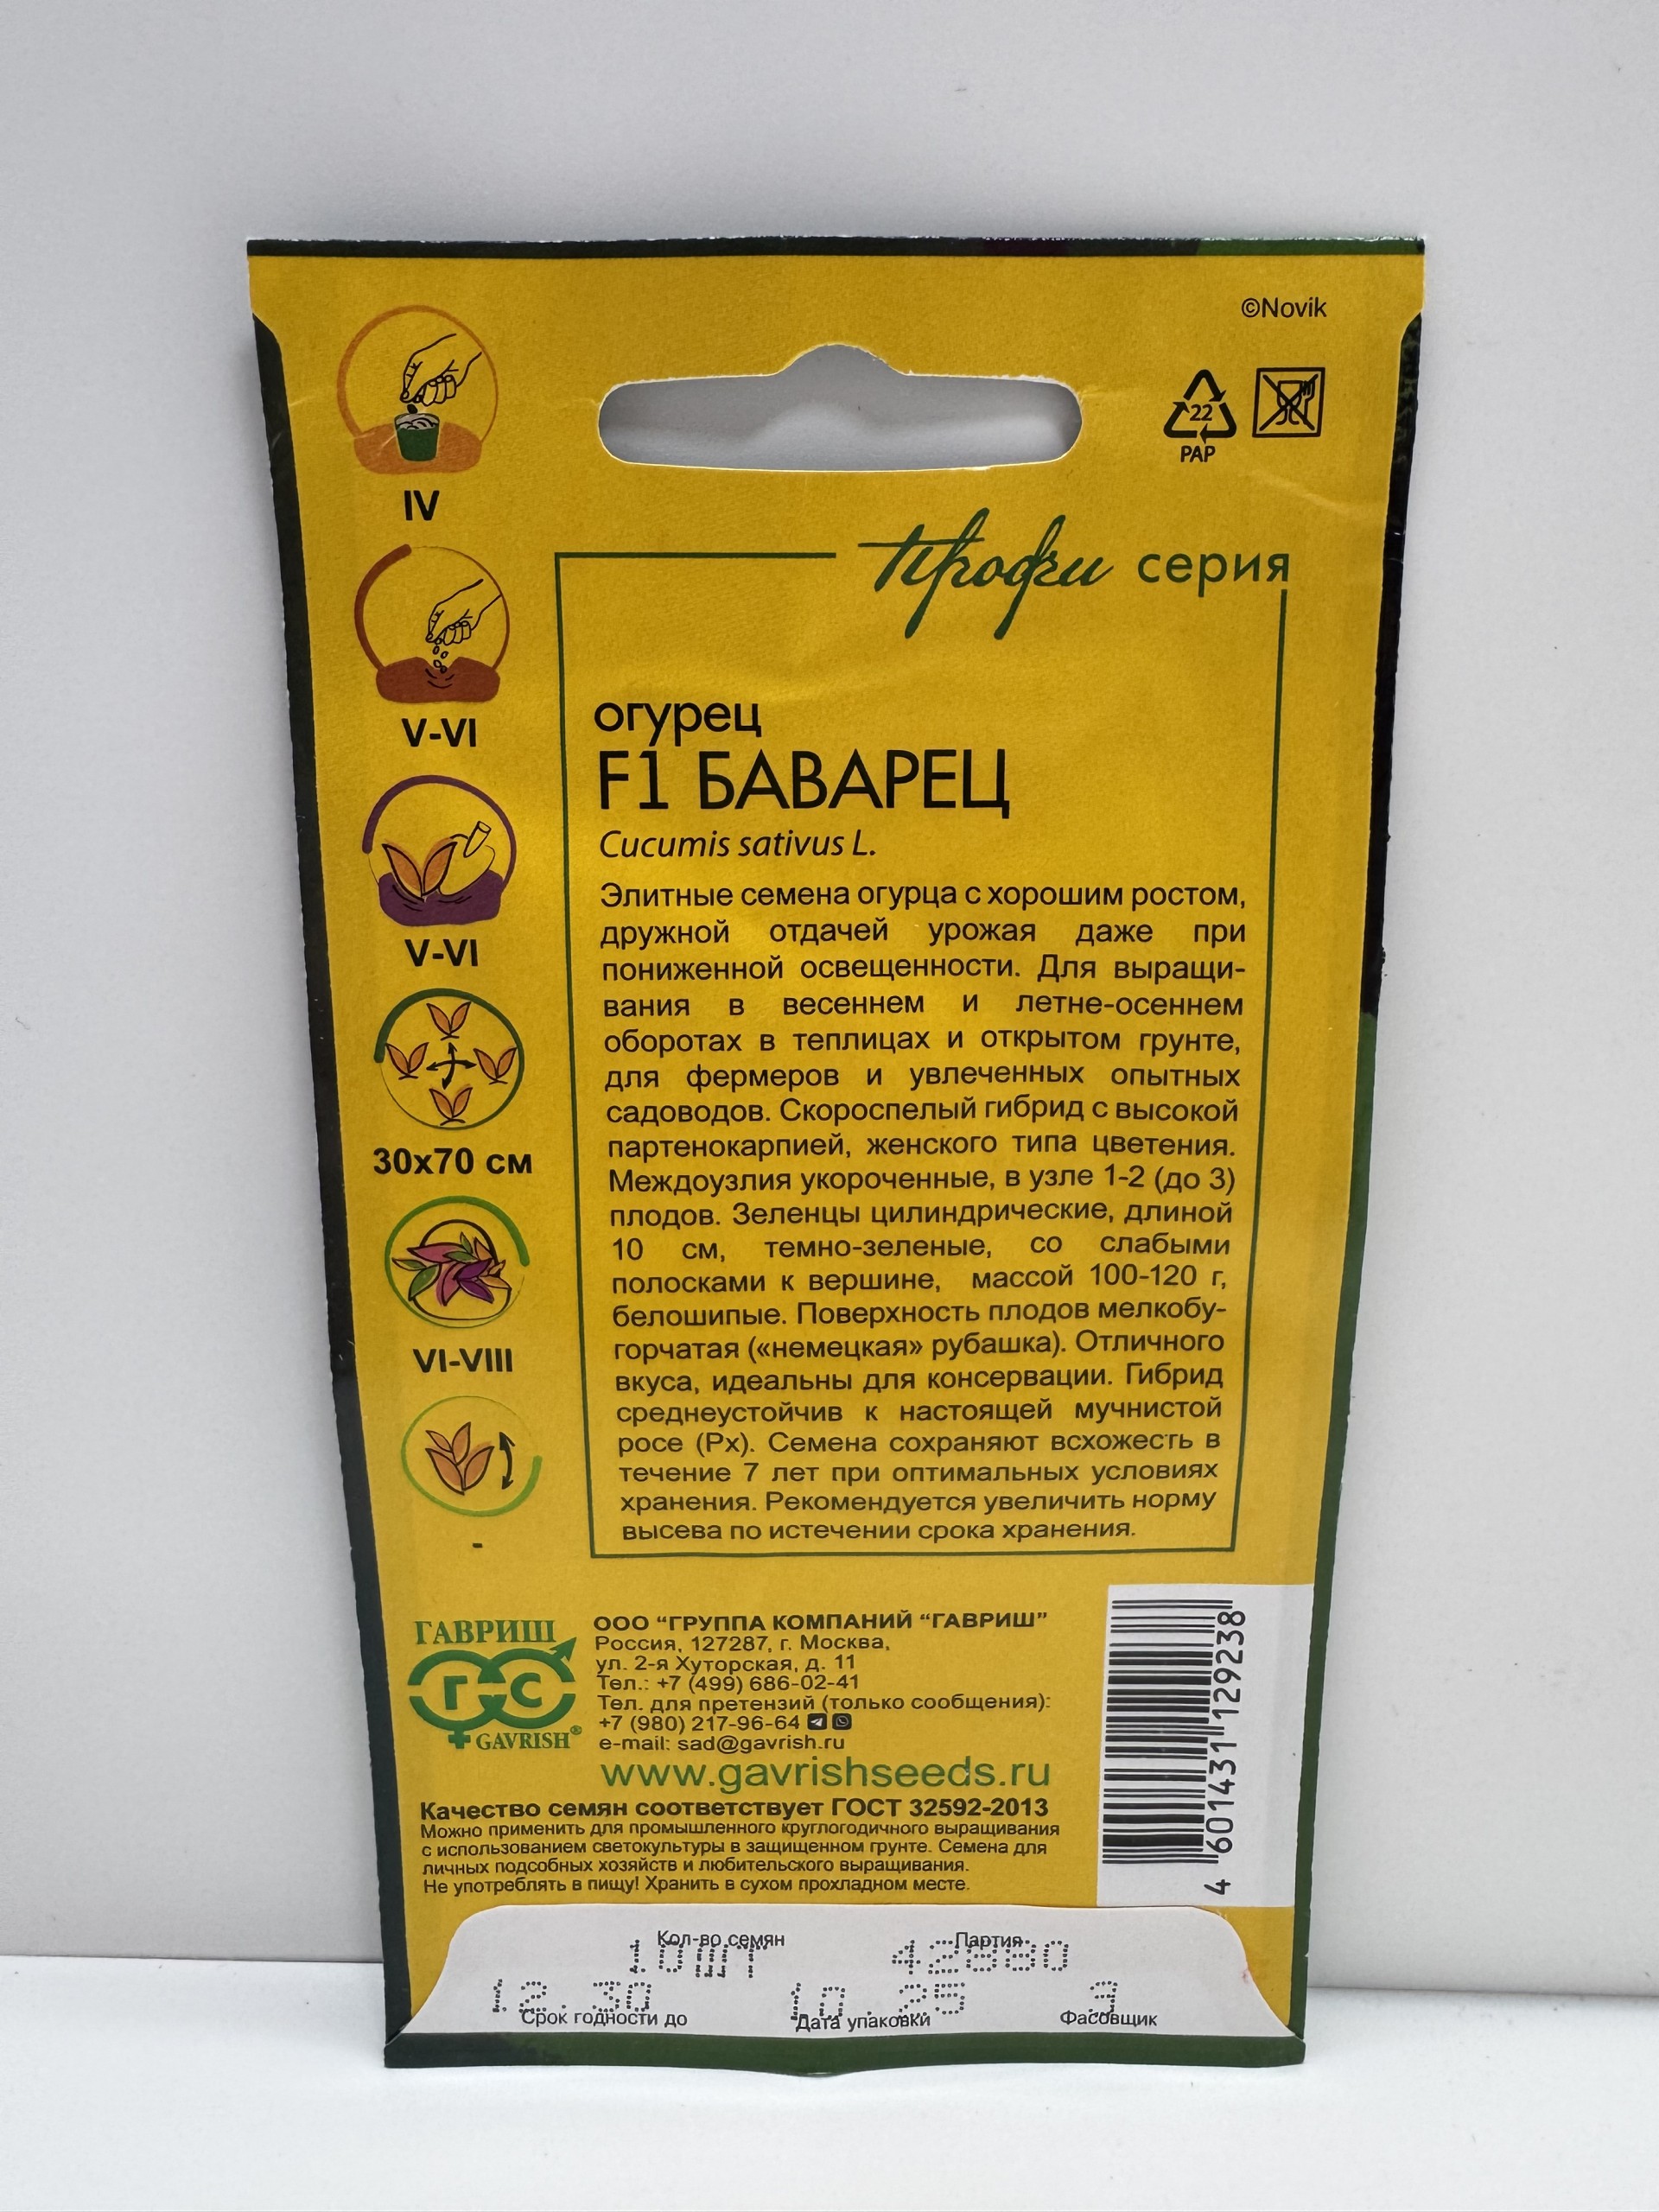 ©Novik
22
PAP
IV
V-VI
V-VI
30х70 см
VI-VIII
-
Профи серия
огурец
F1 БАВАРЕЦ
Cucumis sativus L.
Элитные семена огурца с хорошим ростом,
дружной отдачей урожая даже при
пониженной освещенности. Для выращи-
вания в весеннем и летне-осеннем
оборотах в теплицах и открытом грунте,
для фермеров и увлеченных опытных
садоводов. Скороспелый гибрид с высокой
партенокарпией, женского типа цветения.
Междоузлия укороченные, в узле 1-2 (до 3)
плодов. Зеленцы цилиндрические, длиной
10 см, темно-зеленые, со слабыми
полосками к вершине, массой 100-120 г,
белошипые. Поверхность плодов мелкобу-
горчатая («немецкая» рубашка). Отличного
вкуса, идеальны для консервации. Гибрид
среднеустойчив к настоящей мучнистой
росе (Px). Семена сохраняют всхожесть в
течение 7 лет при оптимальных условиях
хранения. Рекомендуется увеличить норму
высева по истечении срока хранения.
ГАВРИШ
ГС
GAVRISH®
ООО “ГРУППА КОМПАНИЙ “ГАВРИШ”
Россия, 127287, г. Москва,
ул. 2-я Хуторская, д. 11
Тел.: +7 (499) 686-02-41
Тел. для претензий (только сообщения):
+7 (980) 217-96-64
e-mail: sad@gavrish.ru
www.gavrishseeds.ru
Качество семян соответствует ГОСТ 32592-2013
Можно применить для промышленного круглогодичного выращивания
с использованием светокультуры в защищенном грунте. Семена для
личных подсобных хозяйств и любительского выращивания.
Не употреблять в пищу! Хранить в сухом прохладном месте.
4 601431 129238
Кол-во семян Партия
10шт 42880
12.30 10.25 3
Срок годности до Дата упаковки Фасовщик